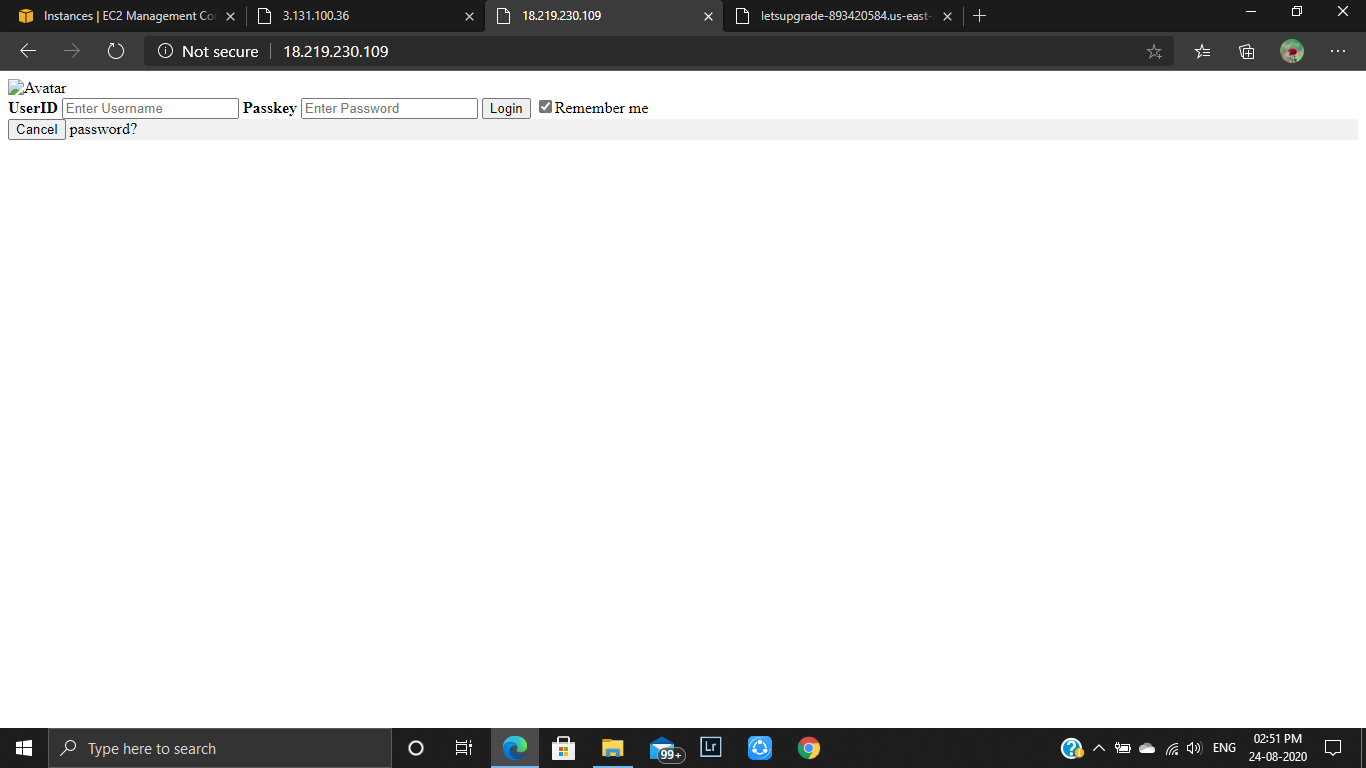 Instances | EC2 Management Co
3.131.100.36
18.219.230.109
letsupgrade-893420584.us-east-
Not secure
18.219.230.109
Avatar
UserID Enter Username Passkey Enter Password Login Remember me
Cancel password?
Type here to search
99+
Lr
ENG
02:51 PM
24-08-2020